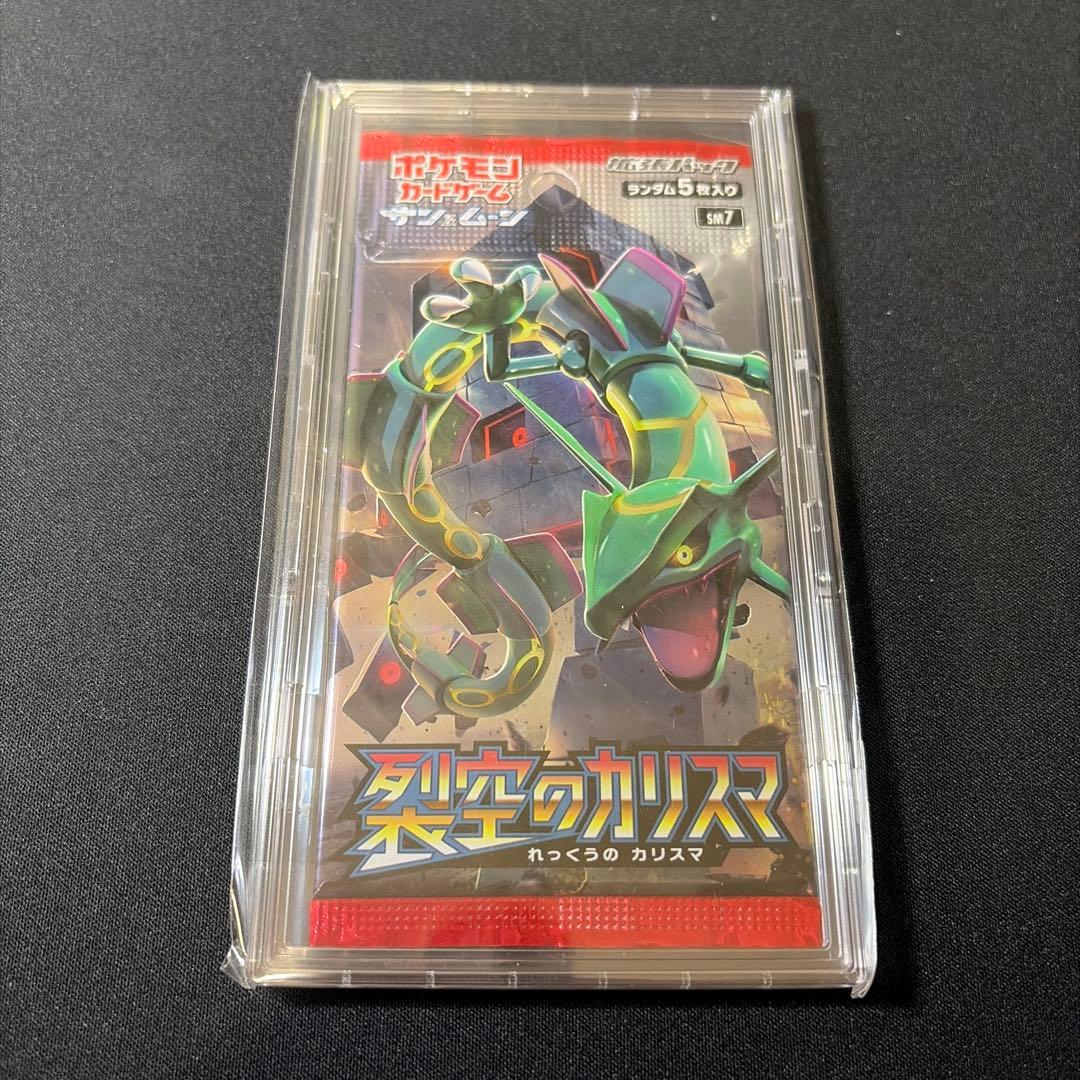 ポケモン
カードゲーム
サン&ムーン
拡張パック
ランダム5枚入り
SM7
裂空のカリスマ
れっくうの カリスマ